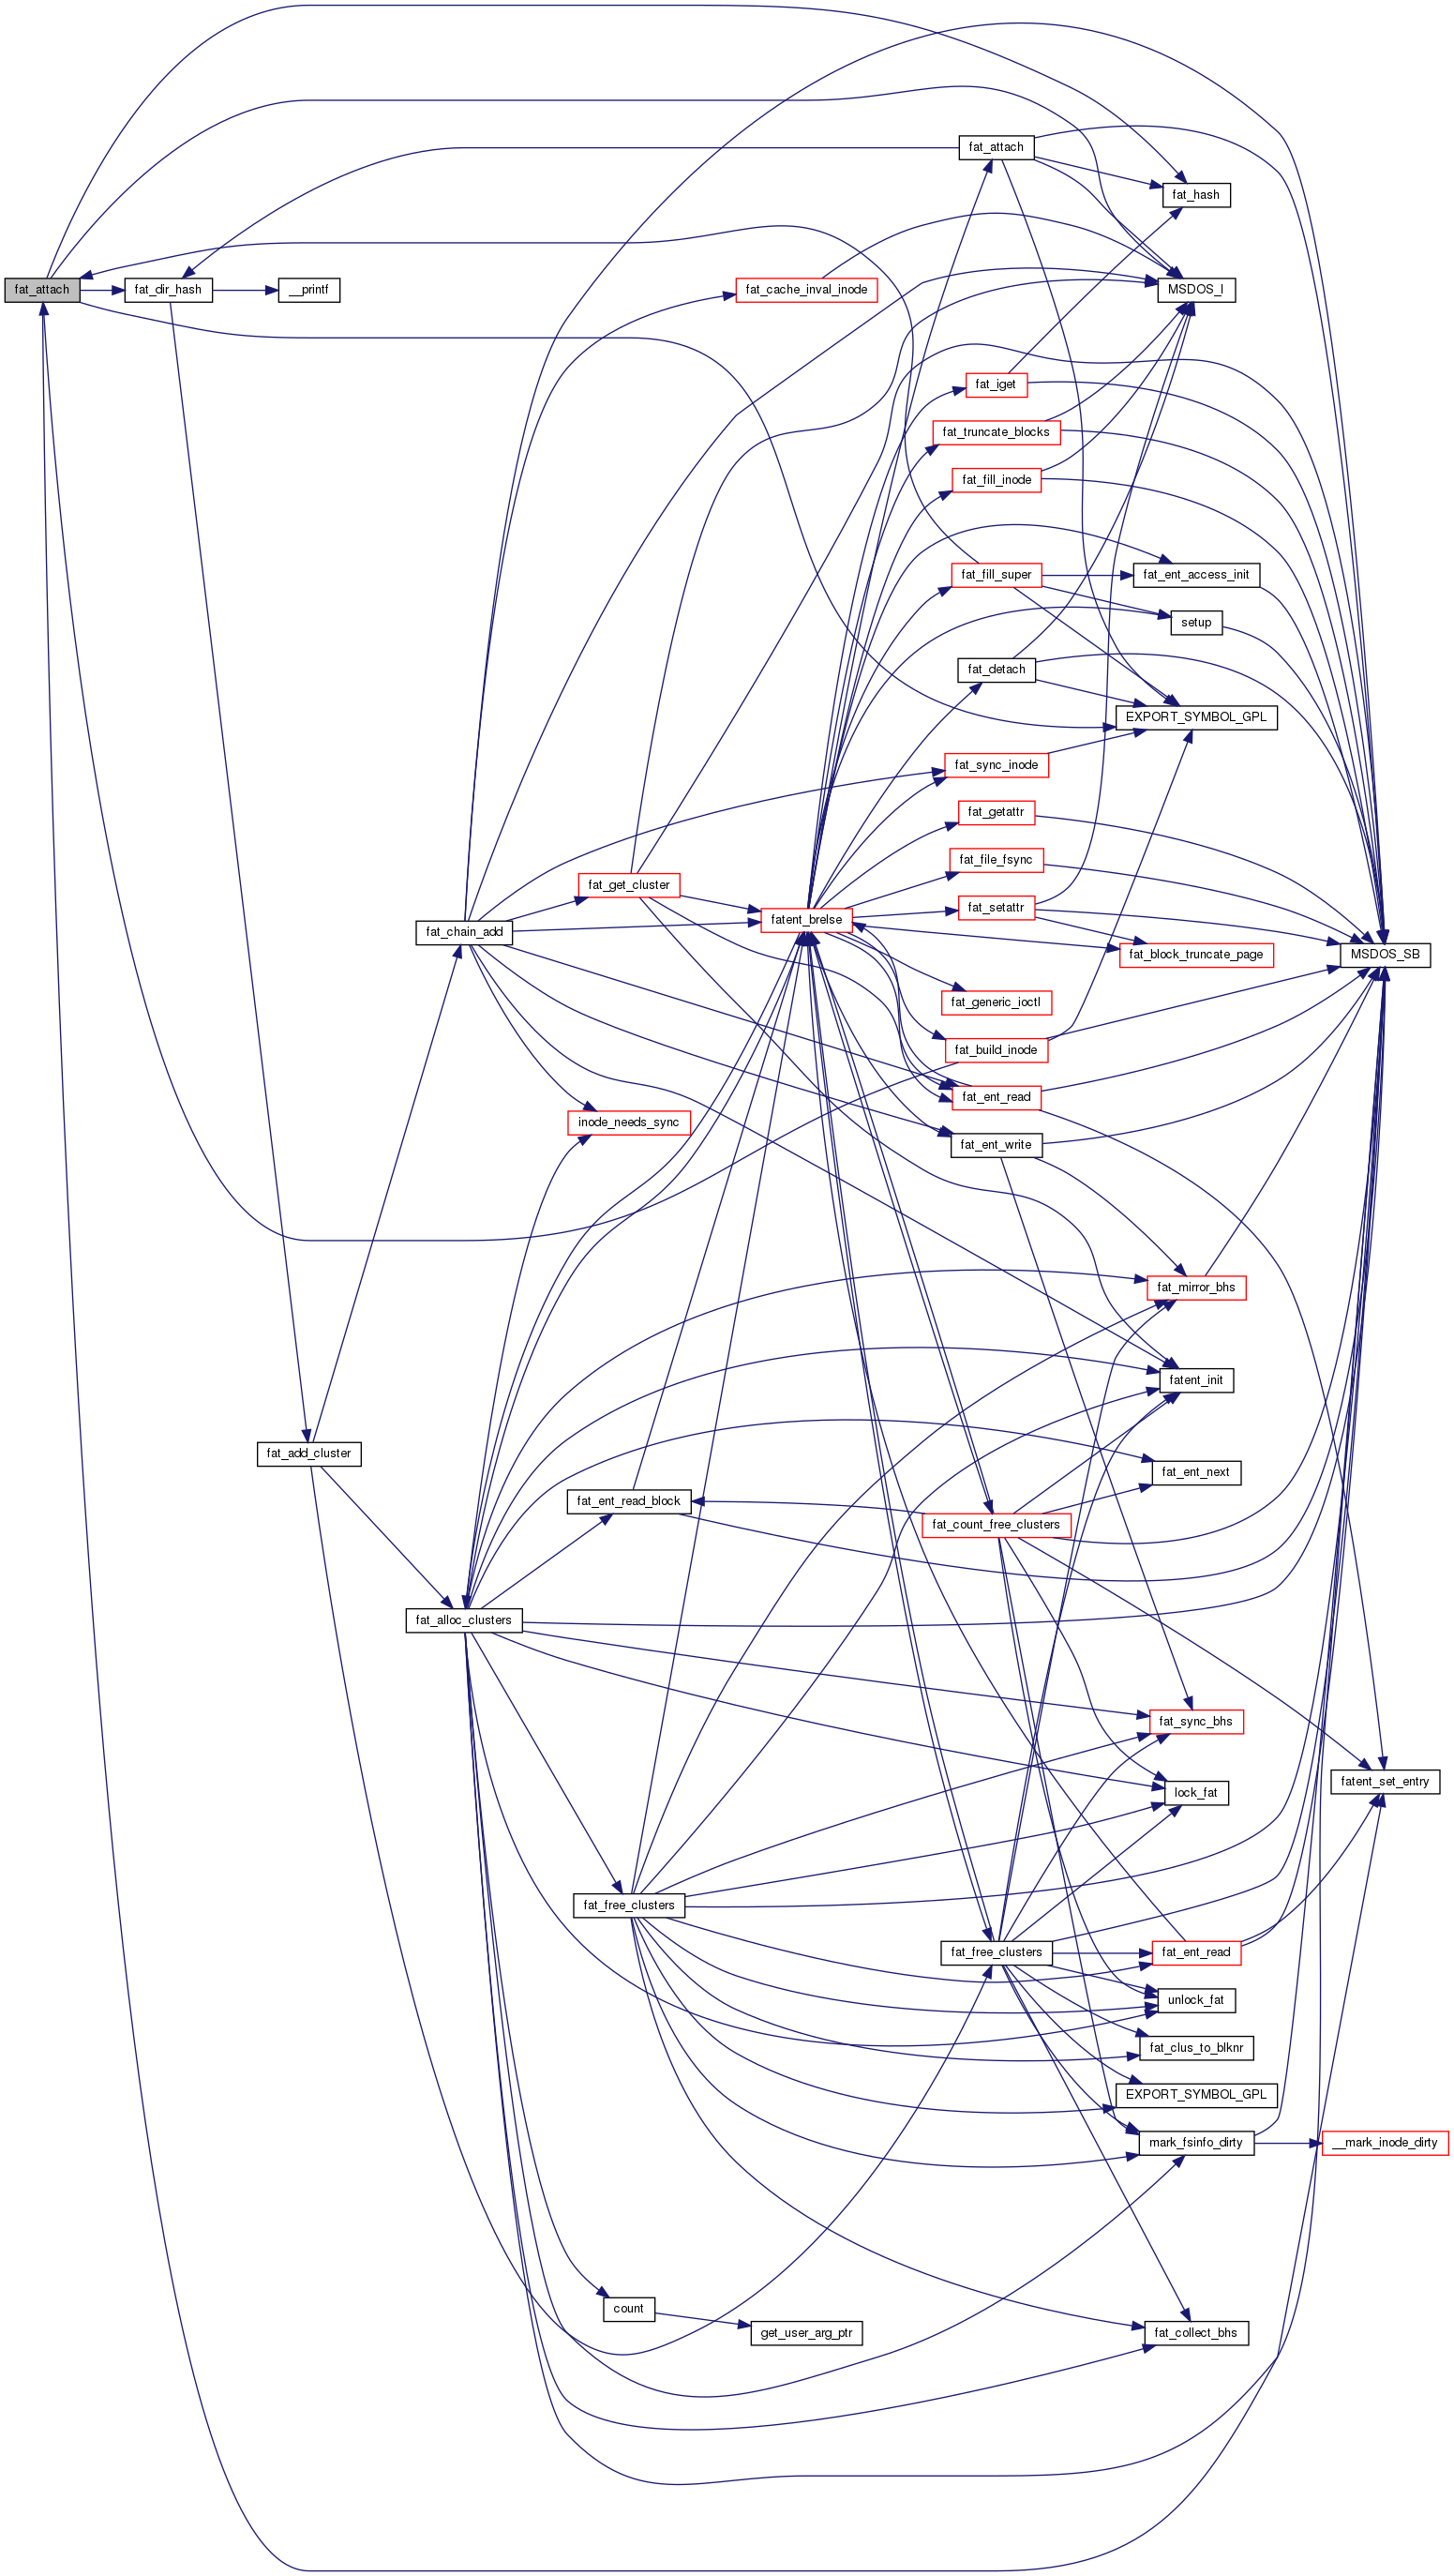 fat_attach
fat_hash
fat_attach
fat_dir_hash
__printf
fat_cache_inval_inode
MSDOS_I
fat_iget
fat_truncate_blocks
fat_fill_inode
fat_fill_super
fat_ent_access_init
setup
fat_detach
EXPORT_SYMBOL_GPL
fat_sync_inode
fat_getattr
fat_file_fsync
fat_get_cluster
fat_setattr
fatent_brelse
fat_chain_add
fat_block_truncate_page
MSDOS_SB
fat_generic_ioctl
fat_build_inode
fat_ent_read
inode_needs_sync
fat_ent_write
fat_mirror_bhs
fatent_init
fat_add_cluster
fat_ent_next
fat_ent_read_block
fat_count_free_clusters
fat_alloc_clusters
fat_sync_bhs
fatent_set_entry
lock_fat
fat_free_clusters
fat_free_clusters
fat_ent_read
unlock_fat
fat_clus_to_blknr
EXPORT_SYMBOL_GPL
mark_fsinfo_dirty
__mark_inode_dirty
count
get_user_arg_ptr
fat_collect_bhs